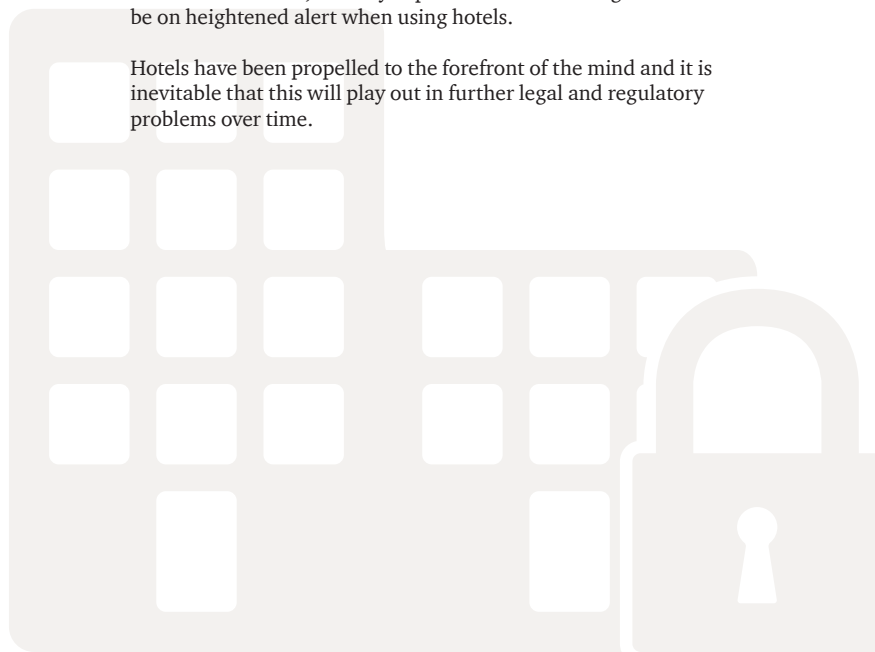 be on heightened alert when using hotels.
Hotels have been propelled to the forefront of the mind and it is
inevitable that this will play out in further legal and regulatory
problems over time.